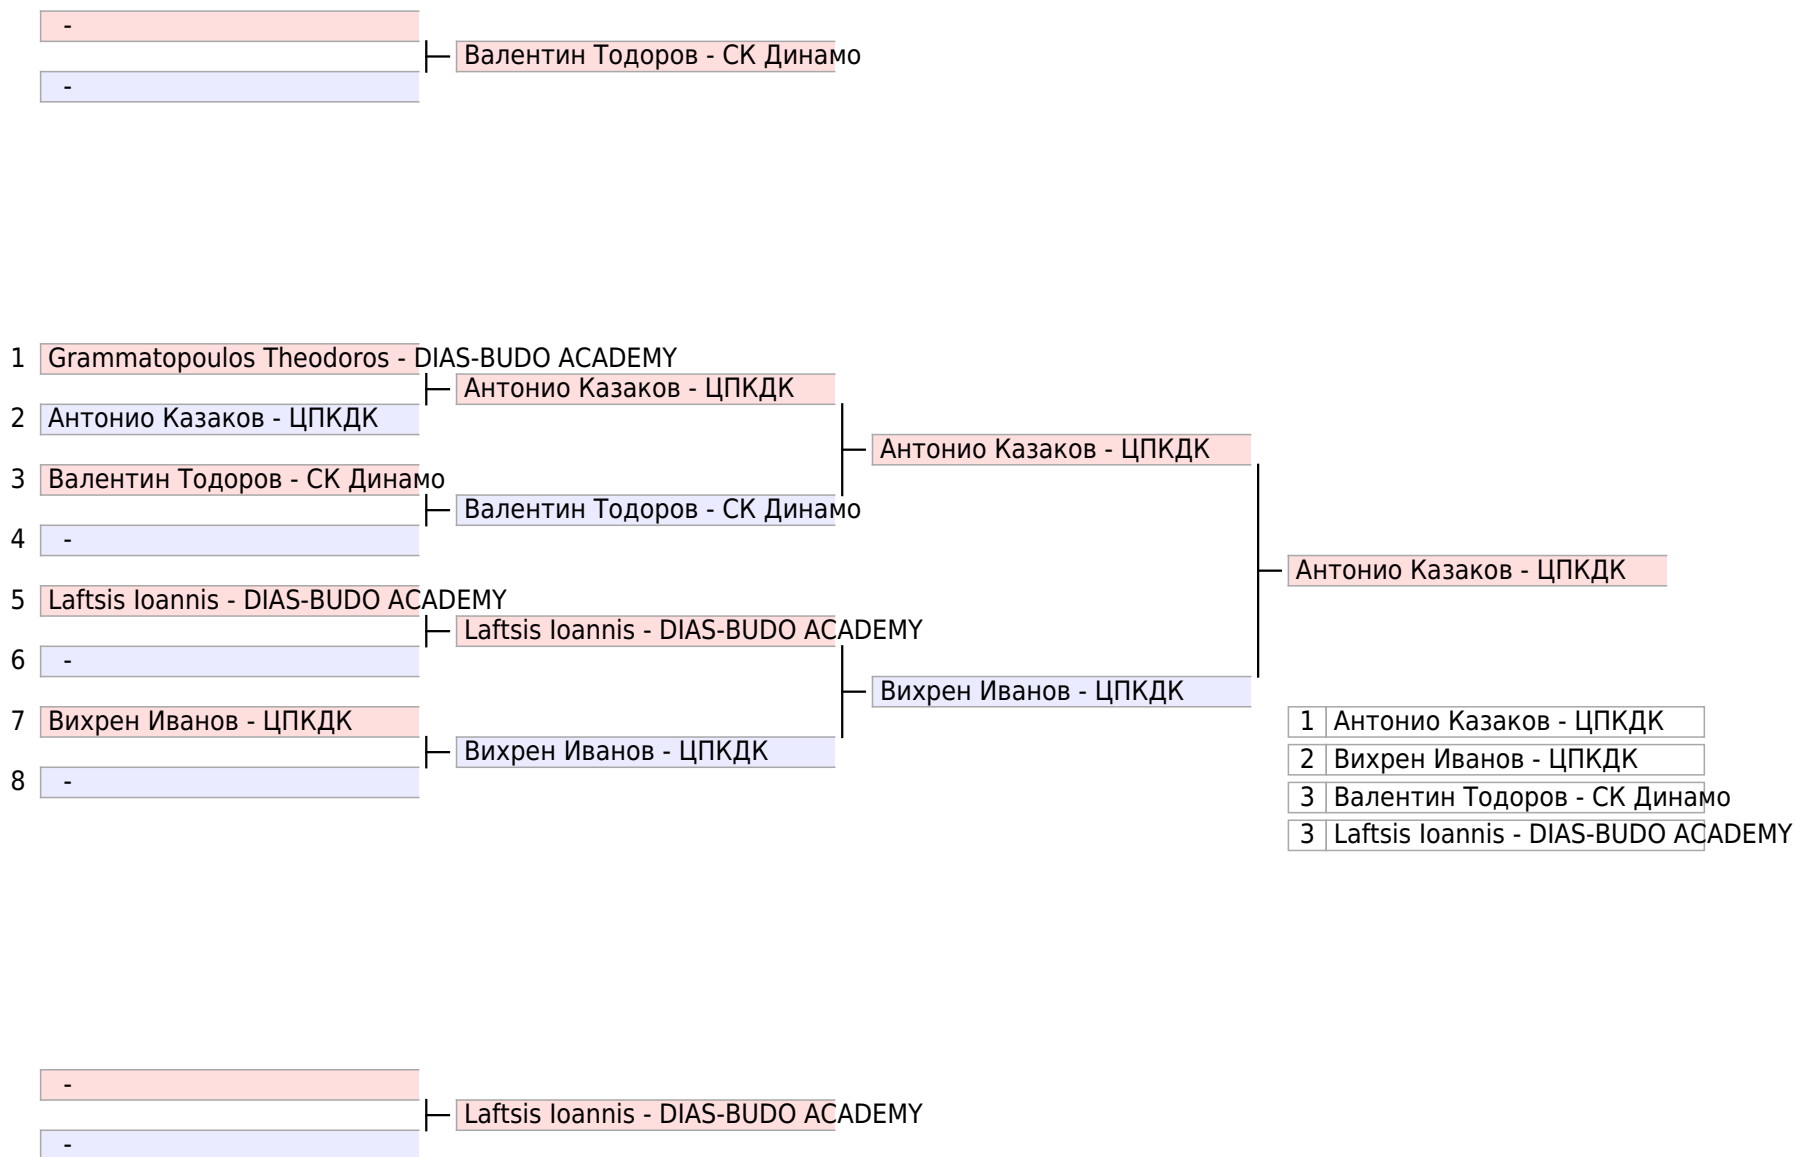 -
Валентин Тодоров - СК Динамо
-
1 Grammatopoulos Theodoros - DIAS-BUDO ACADEMY
Антонио Казаков - ЦПКДК
2 Антонио Казаков - ЦПКДК
Антонио Казаков - ЦПКДК
3 Валентин Тодоров - СК Динамо
Валентин Тодоров - СК Динамо
4 -
Антонио Казаков - ЦПКДК
5 Laftsis Ioannis - DIAS-BUDO ACADEMY
Laftsis Ioannis - DIAS-BUDO ACADEMY
6 -
Вихрен Иванов - ЦПКДК
7 Вихрен Иванов - ЦПКДК
Вихрен Иванов - ЦПКДК
8 -
1 Антонио Казаков - ЦПКДК
2 Вихрен Иванов - ЦПКДК
3 Валентин Тодоров - СК Динамо
3 Laftsis Ioannis - DIAS-BUDO ACADEMY
-
Laftsis Ioannis - DIAS-BUDO ACADEMY
-